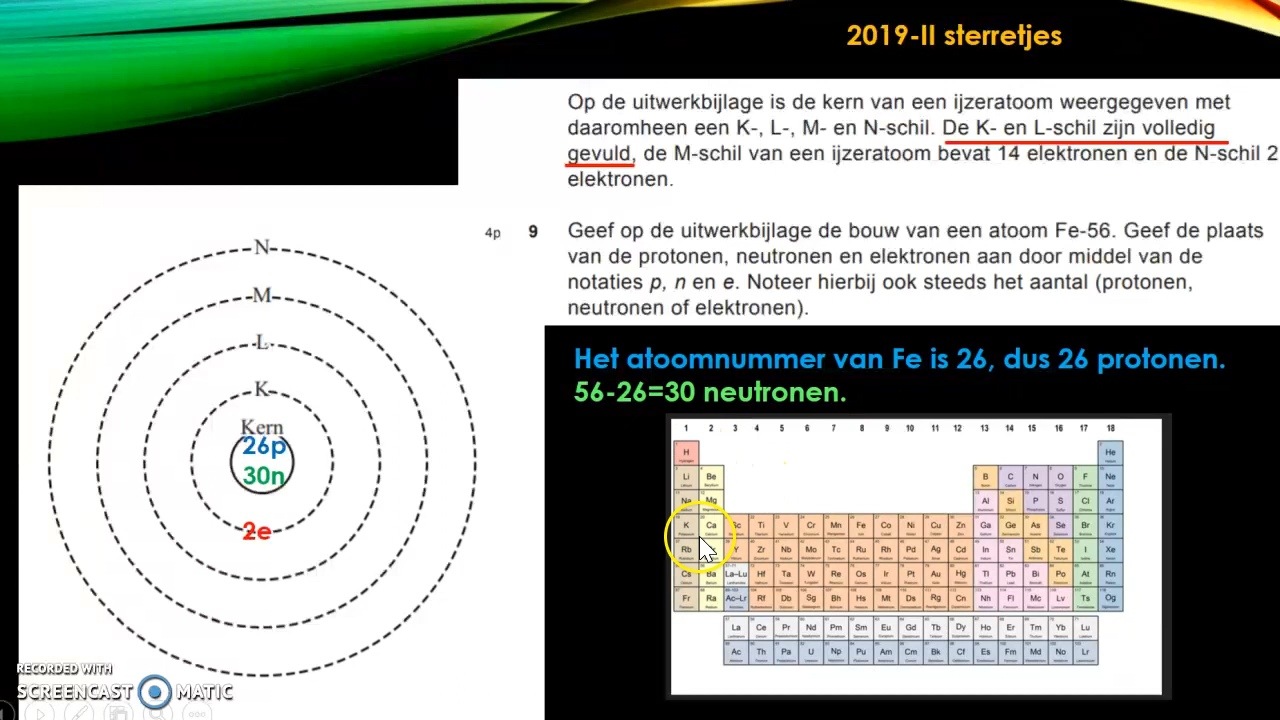 2019-II sterretjes
Op de uitwerkbijlage is de kern van een ijzeratoom weergegeven met
daaromheen een K-, L-, M- en N-schil. De K- en L-schil zijn volledig
gevuld, de M-schil van een ijzeratoom bevat 14 elektronen en de N-schil 2
elektronen.
4p 9 Geef op de uitwerkbijlage de bouw van een atoom Fe-56. Geef de plaats
van de protonen, neutronen en elektronen aan door middel van de
notaties p, n en e. Noteer hierbij ook steeds het aantal (protonen,
neutronen of elektronen).
N
M
L
K
Kern
26p
30n
2e
Het atoomnummer van Fe is 26, dus 26 protonen.
56-26=30 neutronen.
1 2 3 4 5 6 7 8 9 10 11 12 13 14 15 16 17 18
H He
Li Be B C N O F Ne
Na Mg Al Si P S Cl Ar
K Ca Sc Ti V Cr Mn Fe Co Ni Cu Zn Ga Ge As Se Br Kr
Rb Y Zr Nb Mo Tc Ru Rh Pd Ag Cd In Sn Sb Te I Xe
Cs Ba La-Lu Hf Ta W Re Os Ir Pt Au Hg Tl Pb Bi Po At Rn
Fr Ra Ac-Lr Rf Db Sg Bh Hs Mt Ds Rg Cn Nh Fl Mc Lv Ts Og
La Ce Pr Nd Pm Sm Eu Gd Tb Dy Ho Er Tm Yb Lu
Ac Th Pa U Np Pu Am Cm Bk Cf Es Fm Md No Lr
RECORDED WITH
SCREENCAST MATIC